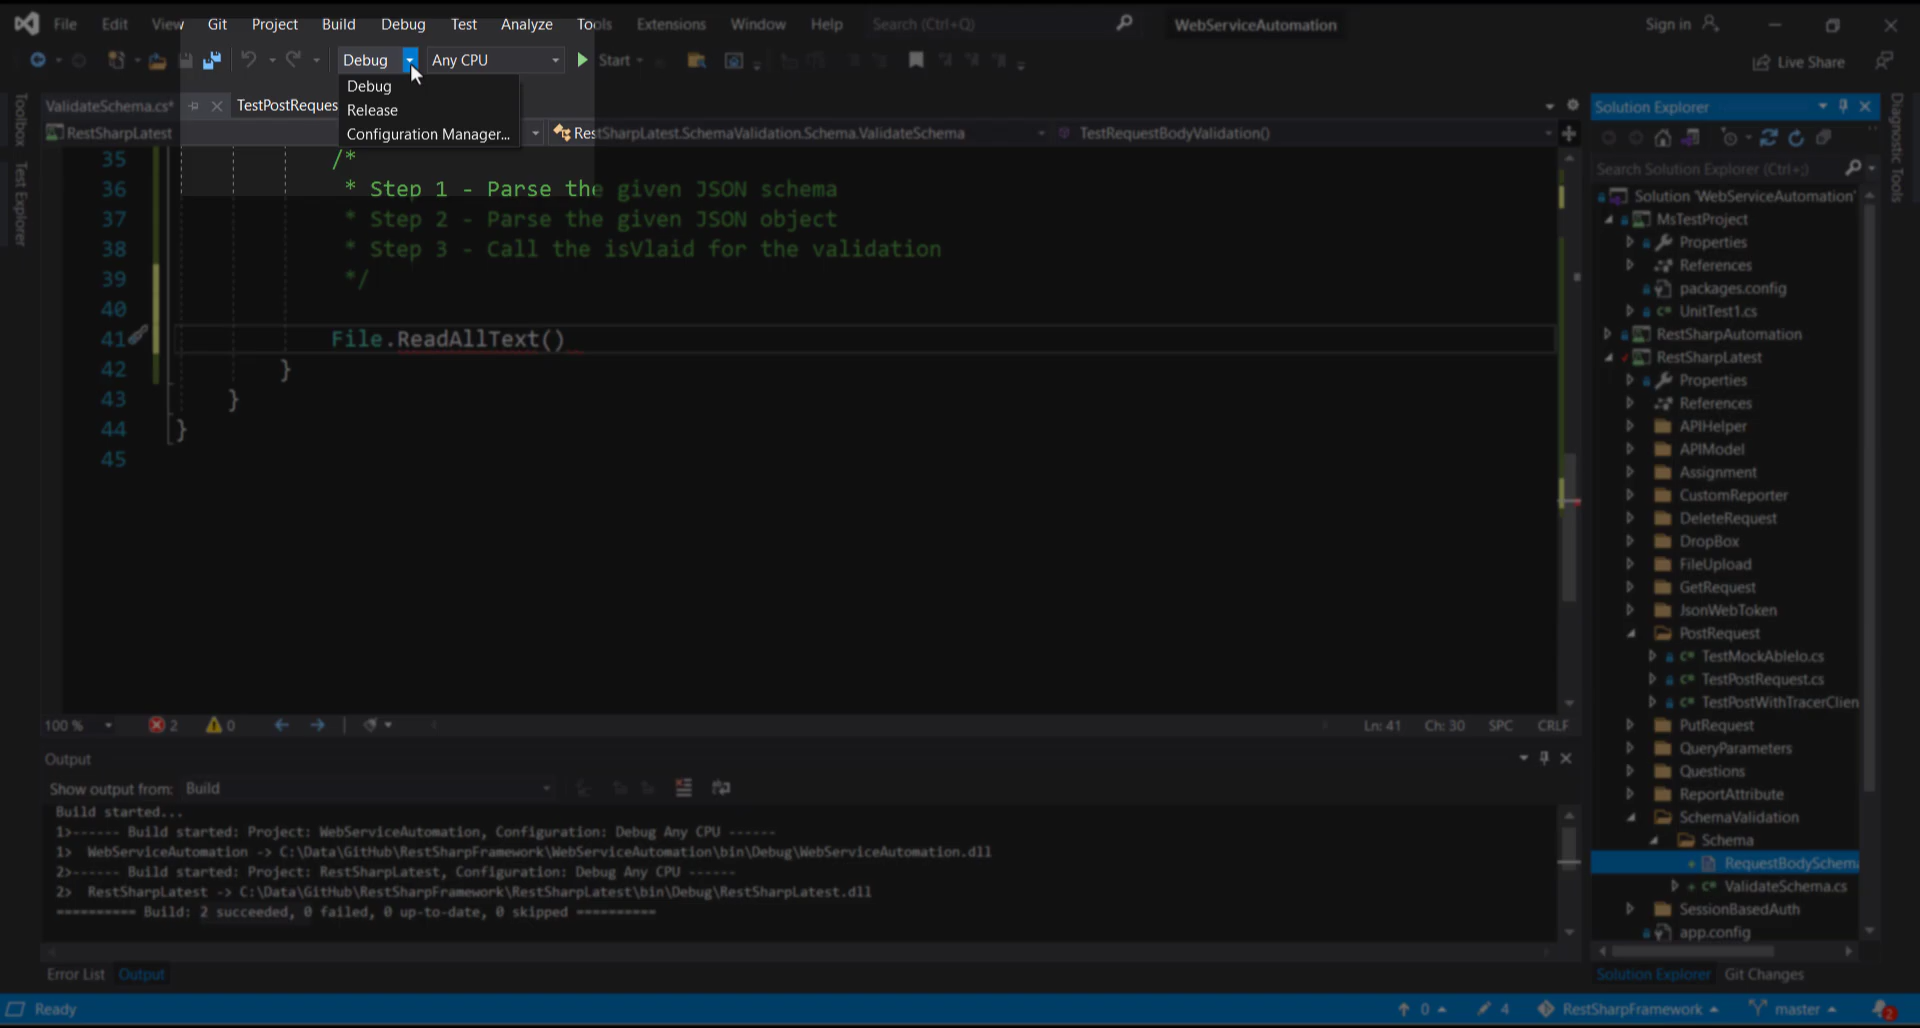 File Edit View Git Project Build Debug Test Analyze Tools Extensions Window Help Search (Ctrl+Q) WebServiceAutomation Sign in
Debug Any CPU Start Live Share
Debug
Release
Configuration Manager...
ValidateSchema.cs* TestPostReques
RestSharpLatest RestSharpLatest.SchemaValidation.Schema.ValidateSchema TestRequestBodyValidation()
Toolbox
Test Explorer
35 /*
36 * Step 1 - Parse the given JSON schema
37 * Step 2 - Parse the given JSON object
38 * Step 3 - Call the isVlaid for the validation
39 */
40
41 File.ReadAllText()
42 }
43 }
44 }
45
100 % 2 0 Ln: 41 Ch: 30 SPC CRLF
Output
Show output from: Build
Build started...
1>------ Build started: Project: WebServiceAutomation, Configuration: Debug Any CPU ------
1> WebServiceAutomation -> C:\Data\GitHub\RestSharpFramework\WebServiceAutomation\bin\Debug\WebServiceAutomation.dll
2>------ Build started: Project: RestSharpLatest, Configuration: Debug Any CPU ------
2> RestSharpLatest -> C:\Data\GitHub\RestSharpFramework\RestSharpLatest\bin\Debug\RestSharpLatest.dll
========== Build: 2 succeeded, 0 failed, 0 up-to-date, 0 skipped ==========
Error List Output
Solution Explorer
Search Solution Explorer (Ctrl+;)
Solution 'WebServiceAutomation'
MsTestProject
Properties
References
packages.config
UnitTest1.cs
RestSharpAutomation
RestSharpLatest
Properties
References
APIHelper
APIModel
Assignment
CustomReporter
DeleteRequest
DropBox
FileUpload
GetRequest
JsonWebToken
PostRequest
TestMockAbleIo.cs
TestPostRequest.cs
TestPostWithTracerClien
PutRequest
QueryParameters
Questions
ReportAttribute
SchemaValidation
Schema
RequestBodySchema
ValidateSchema.cs
SessionBasedAuth
app.config
Solution Explorer Git Changes
Diagnostic Tools
Ready 0 4 RestSharpFramework master 2